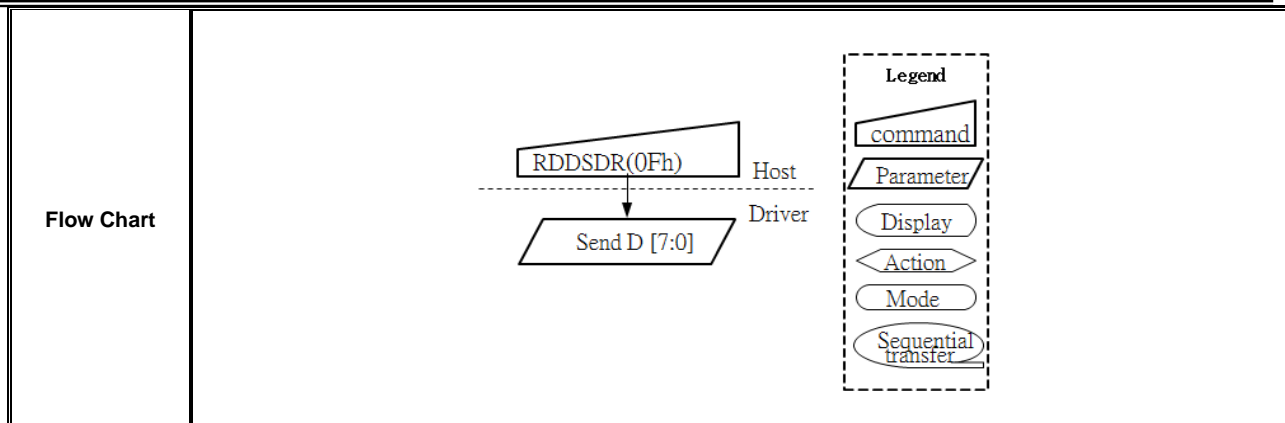 Flow Chart
RDDSDR(0Fh)
Host
Driver
Send D [7:0]
Legend
command
Parameter
Display
Action
Mode
Sequential
transfer